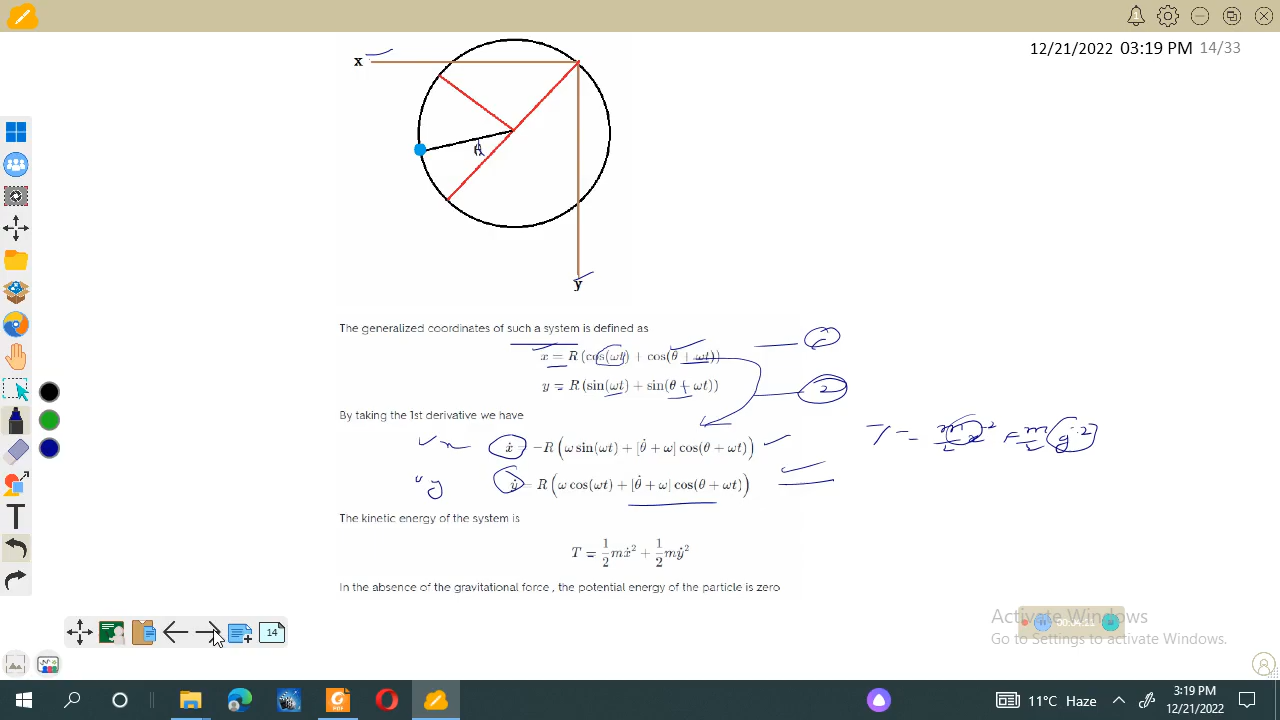 12/21/2022 03:19 PM 14/33
x
θ
y
The generalized coordinates of such a system is defined as
x = R (cos(ωt) + cos(θ + ωt))
y = R (sin(ωt) + sin(θ + ωt))
2
By taking the 1st derivative we have
ẋ = −R (ω sin(ωt) + [θ̇ + ω] cos(θ + ωt))
ẏ = R (ω cos(ωt) + [θ̇ + ω] cos(θ + ωt))
y
The kinetic energy of the system is
T = 1/2 mẋ² + 1/2 mẏ²
In the absence of the gravitational force , the potential energy of the particle is zero
Activate Windows
Go to Settings to activate Windows.
14
11°C Haze
3:19 PM
12/21/2022